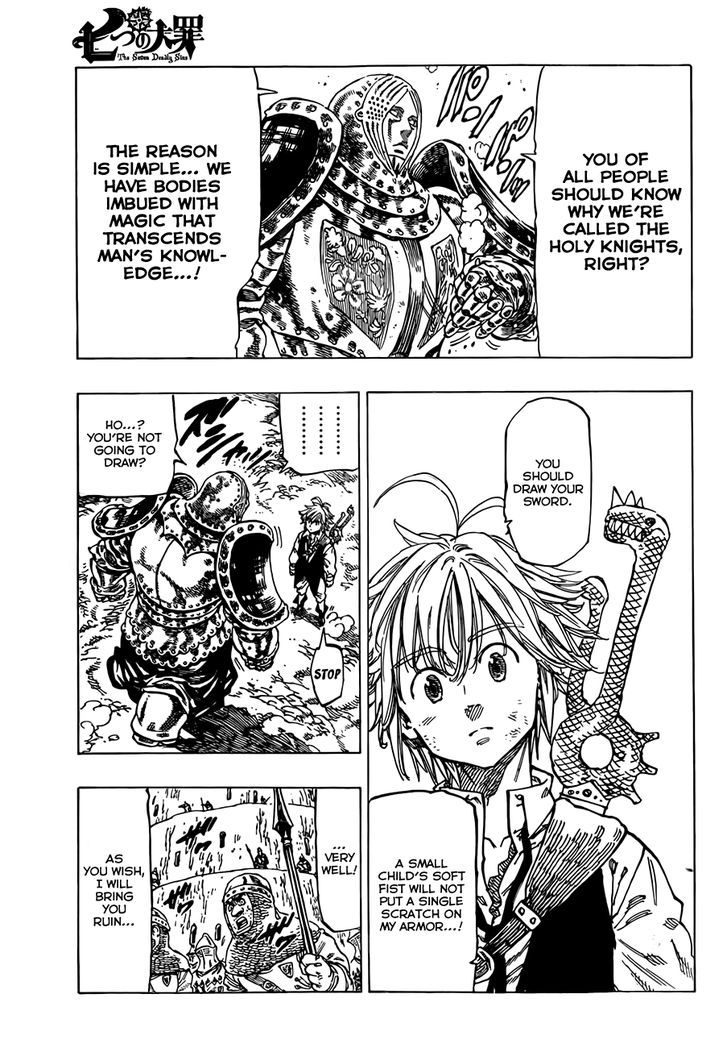 七つの大罪
The Seven Deadly Sins
YOU OF
ALL PEOPLE
SHOULD KNOW
WHY WE'RE
CALLED THE
HOLY KNIGHTS,
RIGHT?
THE REASON
IS SIMPLE... WE
HAVE BODIES
IMBUED WITH
MAGIC THAT
TRANSCENDS
MAN'S KNOWL-
EDGE...!
YOU
SHOULD
DRAW YOUR
SWORD.
A SMALL
CHILD'S SOFT
FIST WILL NOT
PUT A SINGLE
SCRATCH ON
MY ARMOR...!
STOP
HO...?
YOU'RE NOT
GOING TO
DRAW?
...
VERY
WELL!
AS
YOU WISH,
I WILL
BRING
YOU
RUIN...